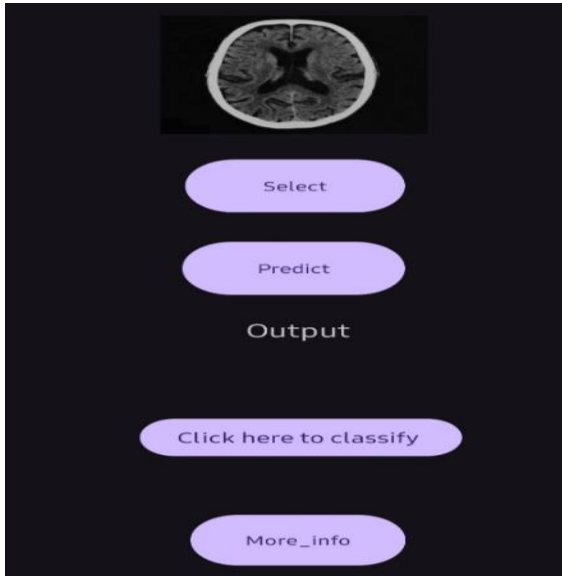 Select
Predict
Output
Click here to classify
More_info